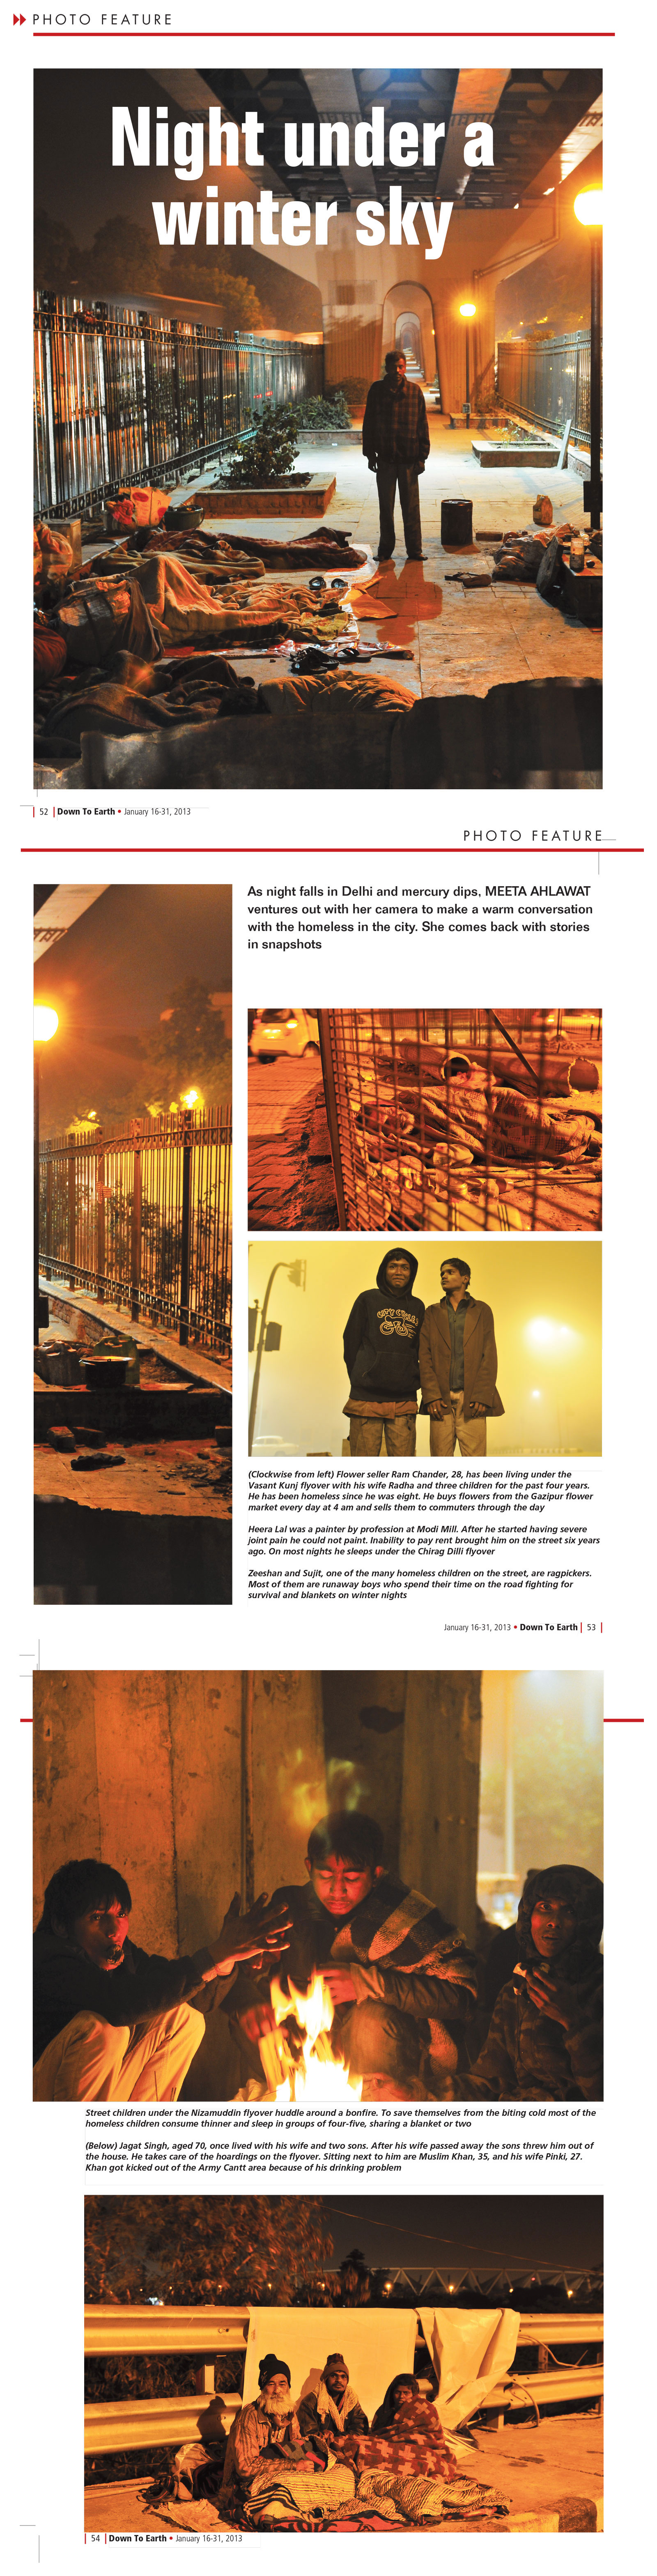 PHOTO FEATURE
Night under a
winter sky
52 Down To Earth • January 16-31, 2013
PHOTO FEATURE
As night falls in Delhi and mercury dips, MEETA AHLAWAT
ventures out with her camera to make a warm conversation
with the homeless in the city. She comes back with stories
in snapshots
(Clockwise from left) Flower seller Ram Chander, 28, has been living under the
Vasant Kunj flyover with his wife Radha and three children for the past four years.
He has been homeless since he was eight. He buys flowers from the Gazipur flower
market every day at 4 am and sells them to commuters through the day
Heera Lal was a painter by profession at Modi Mill. After he started having severe
joint pain he could not paint. Inability to pay rent brought him on the street six years
ago. On most nights he sleeps under the Chirag Dilli flyover
Zeeshan and Sujit, one of the many homeless children on the street, are ragpickers.
Most of them are runaway boys who spend their time on the road fighting for
survival and blankets on winter nights
January 16-31, 2013 • Down To Earth 53
Street children under the Nizamuddin flyover huddle around a bonfire. To save themselves from the biting cold most of the
homeless children consume thinner and sleep in groups of four-five, sharing a blanket or two
(Below) Jagat Singh, aged 70, once lived with his wife and two sons. After his wife passed away the sons threw him out of
the house. He takes care of the hoardings on the flyover. Sitting next to him are Muslim Khan, 35, and his wife Pinki, 27.
Khan got kicked out of the Army Cantt area because of his drinking problem
54 Down To Earth • January 16-31, 2013